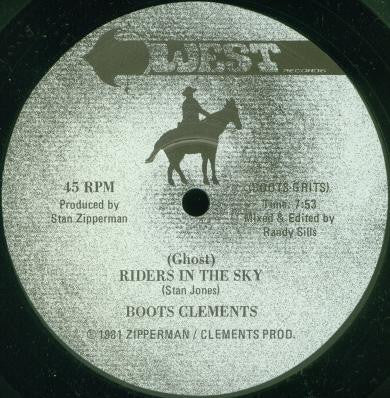 WEST
RECORDS
45 RPM
Produced by
Stan Zipperman
(BOOTS GRITS)
Time: 7:53
Mixed & Edited by
Randy Sills
(Ghost)
RIDERS IN THE SKY
(Stan Jones)
BOOTS CLEMENTS
© 1981 ZIPPERMAN / CLEMENTS PROD.